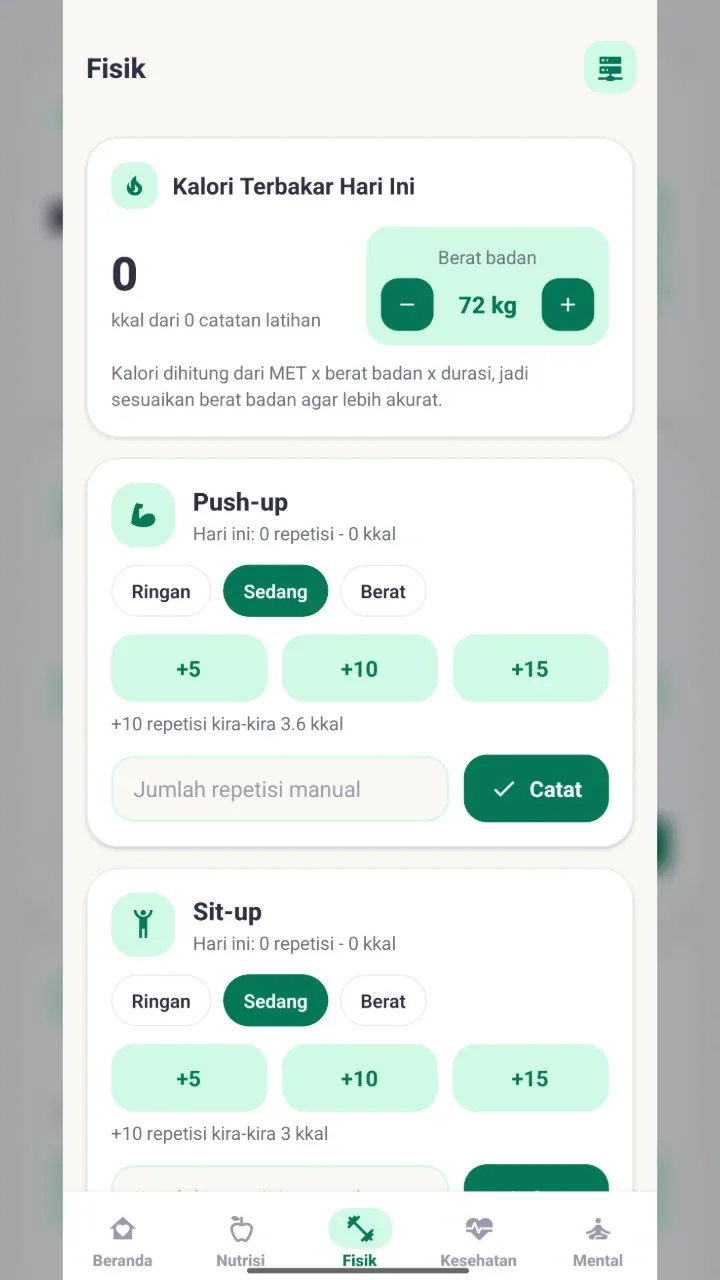 Fisik
Kalori Terbakar Hari Ini
0
kkal dari 0 catatan latihan
Berat badan
− 72 kg +
Kalori dihitung dari MET x berat badan x durasi, jadi
sesuaikan berat badan agar lebih akurat.
Push-up
Hari ini: 0 repetisi - 0 kkal
Ringan Sedang Berat
+5 +10 +15
+10 repetisi kira-kira 3.6 kkal
Jumlah repetisi manual Catat
Sit-up
Hari ini: 0 repetisi - 0 kkal
Ringan Sedang Berat
+5 +10 +15
+10 repetisi kira-kira 3 kkal
Beranda Nutrisi Fisik Kesehatan Mental